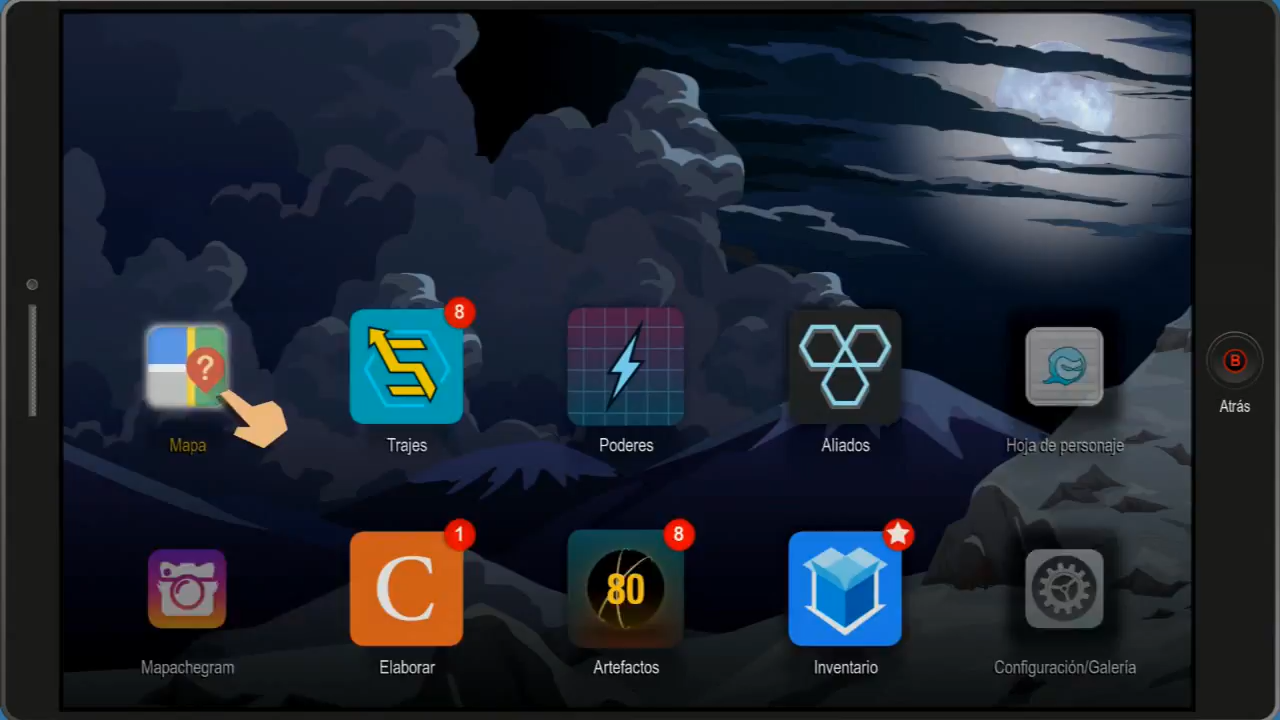 8
?
B
Mapa
Trajes
Poderes
Aliados
Hoja de personaje
Atrás
1
8
C
80
Mapachegram
Elaborar
Artefactos
Inventario
Configuración/Galería